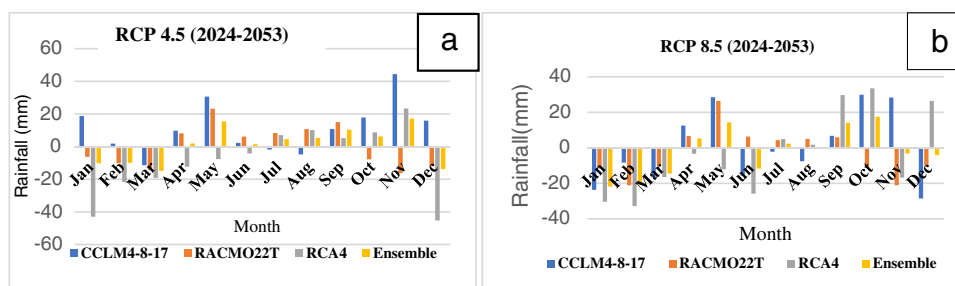 RCP 4.5 (2024-2053)
a
60
40
20
0
-20
-40
-60
Rainfall (mm)
Jan
Feb
Mar
Apr
May
Jun
Jul
Aug
Sep
Oct
Nov
Dec
Month
CCLM4-8-17 RACMO22T RCA4 Ensemble
RCP 8.5 (2024-2053)
b
40
20
0
-20
-40
Rainfall(mm)
Jan
Feb
Mar
Apr
May
Jun
Jul
Aug
Sep
Oct
Nov
Dec
Month
CCLM4-8-17 RACMO22T RCA4 Ensemble